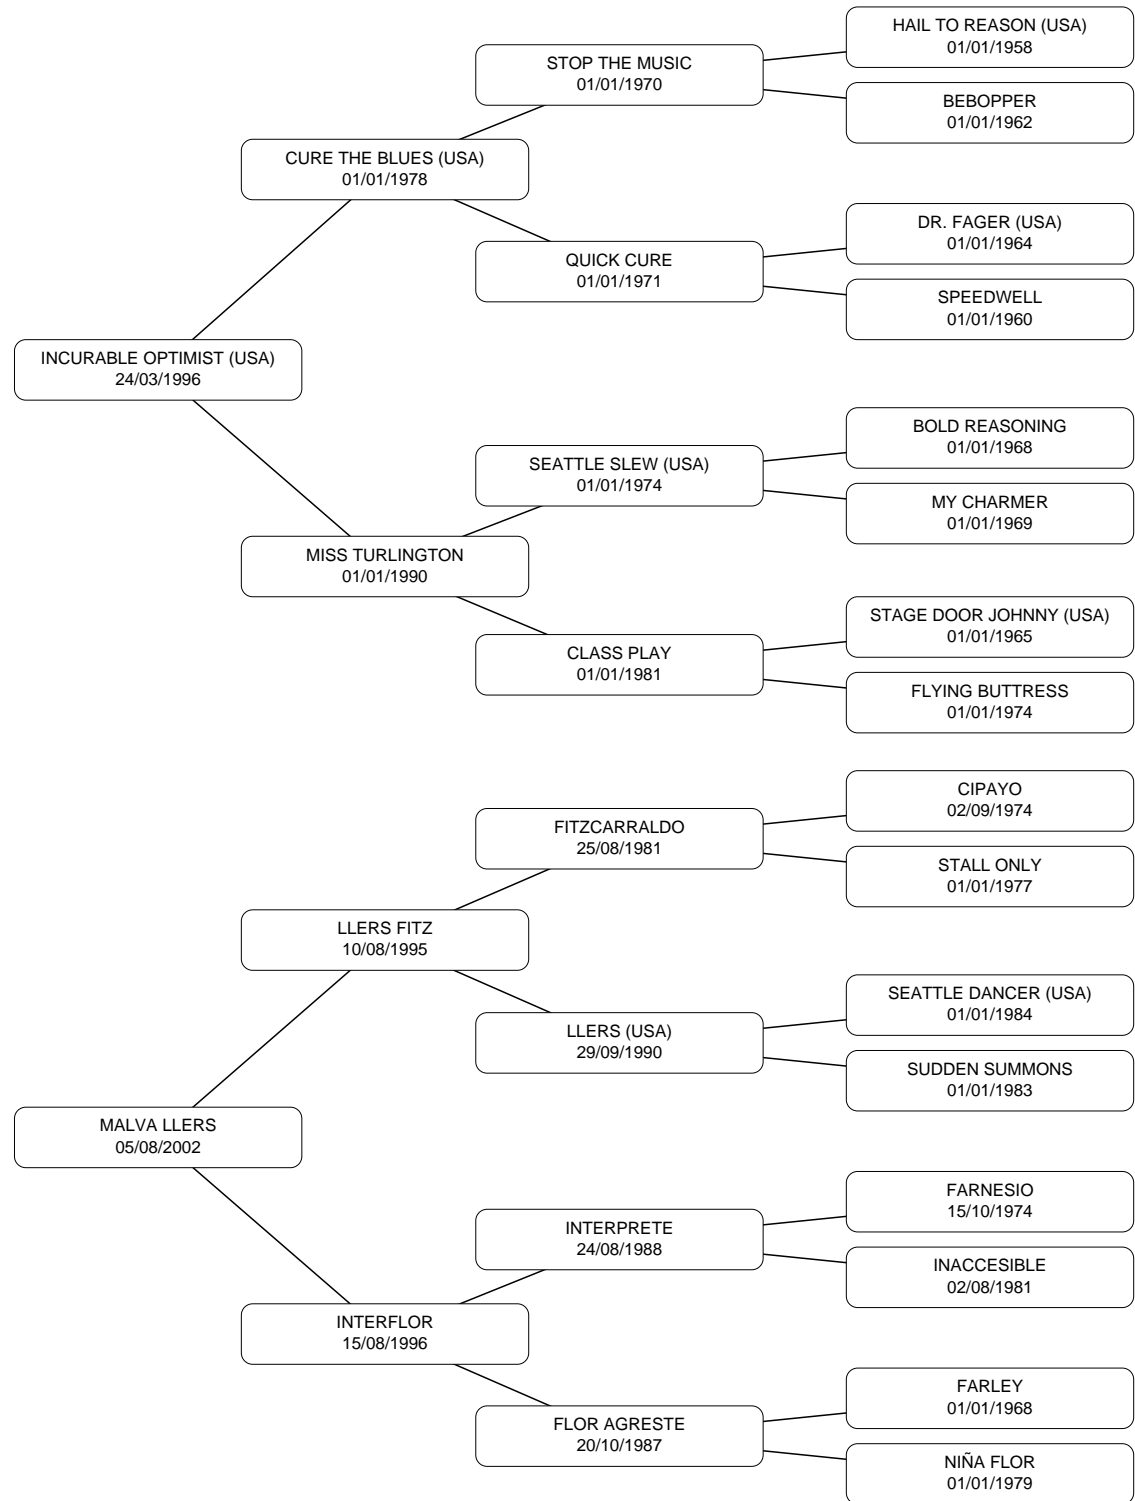 HAIL TO REASON (USA)
01/01/1958
STOP THE MUSIC
01/01/1970
BEBOPPER
01/01/1962
CURE THE BLUES (USA)
01/01/1978
DR. FAGER (USA)
01/01/1964
QUICK CURE
01/01/1971
SPEEDWELL
01/01/1960
INCURABLE OPTIMIST (USA)
24/03/1996
BOLD REASONING
01/01/1968
SEATTLE SLEW (USA)
01/01/1974
MY CHARMER
01/01/1969
MISS TURLINGTON
01/01/1990
STAGE DOOR JOHNNY (USA)
01/01/1965
CLASS PLAY
01/01/1981
FLYING BUTTRESS
01/01/1974
CIPAYO
02/09/1974
FITZCARRALDO
25/08/1981
STALL ONLY
01/01/1977
LLERS FITZ
10/08/1995
SEATTLE DANCER (USA)
01/01/1984
LLERS (USA)
29/09/1990
SUDDEN SUMMONS
01/01/1983
MALVA LLERS
05/08/2002
FARNESIO
15/10/1974
INTERPRETE
24/08/1988
INACCESIBLE
02/08/1981
INTERFLOR
15/08/1996
FARLEY
01/01/1968
FLOR AGRESTE
20/10/1987
NIÑA FLOR
01/01/1979